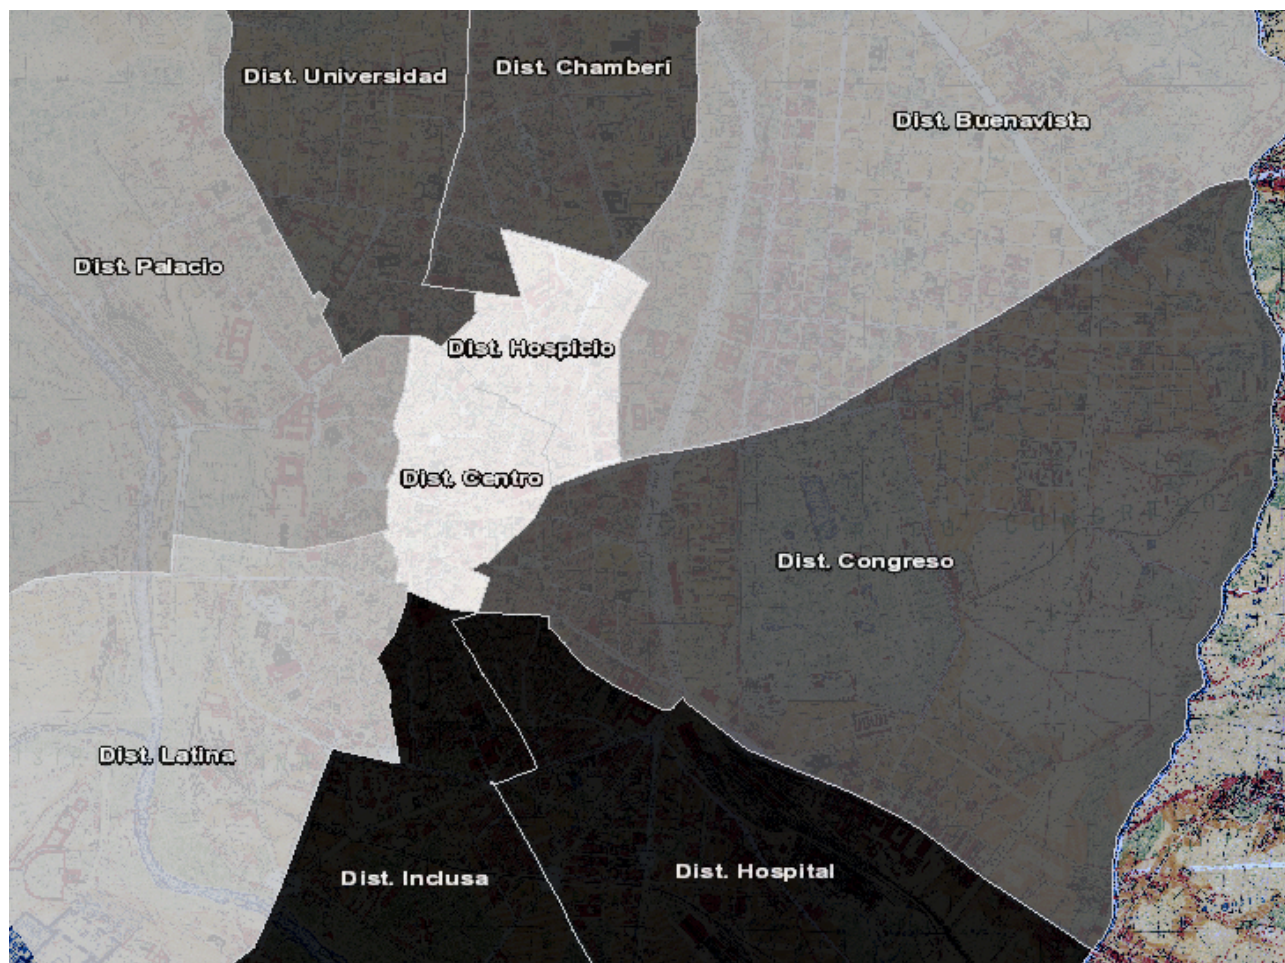 Dist. Universidad
Dist. Chamberí
Dist. Buenavista
Dist. Palacio
Dist. Hospicio
Dist. Centro
Dist. Congreso
Dist. Latina
Dist. Inclusa
Dist. Hospital